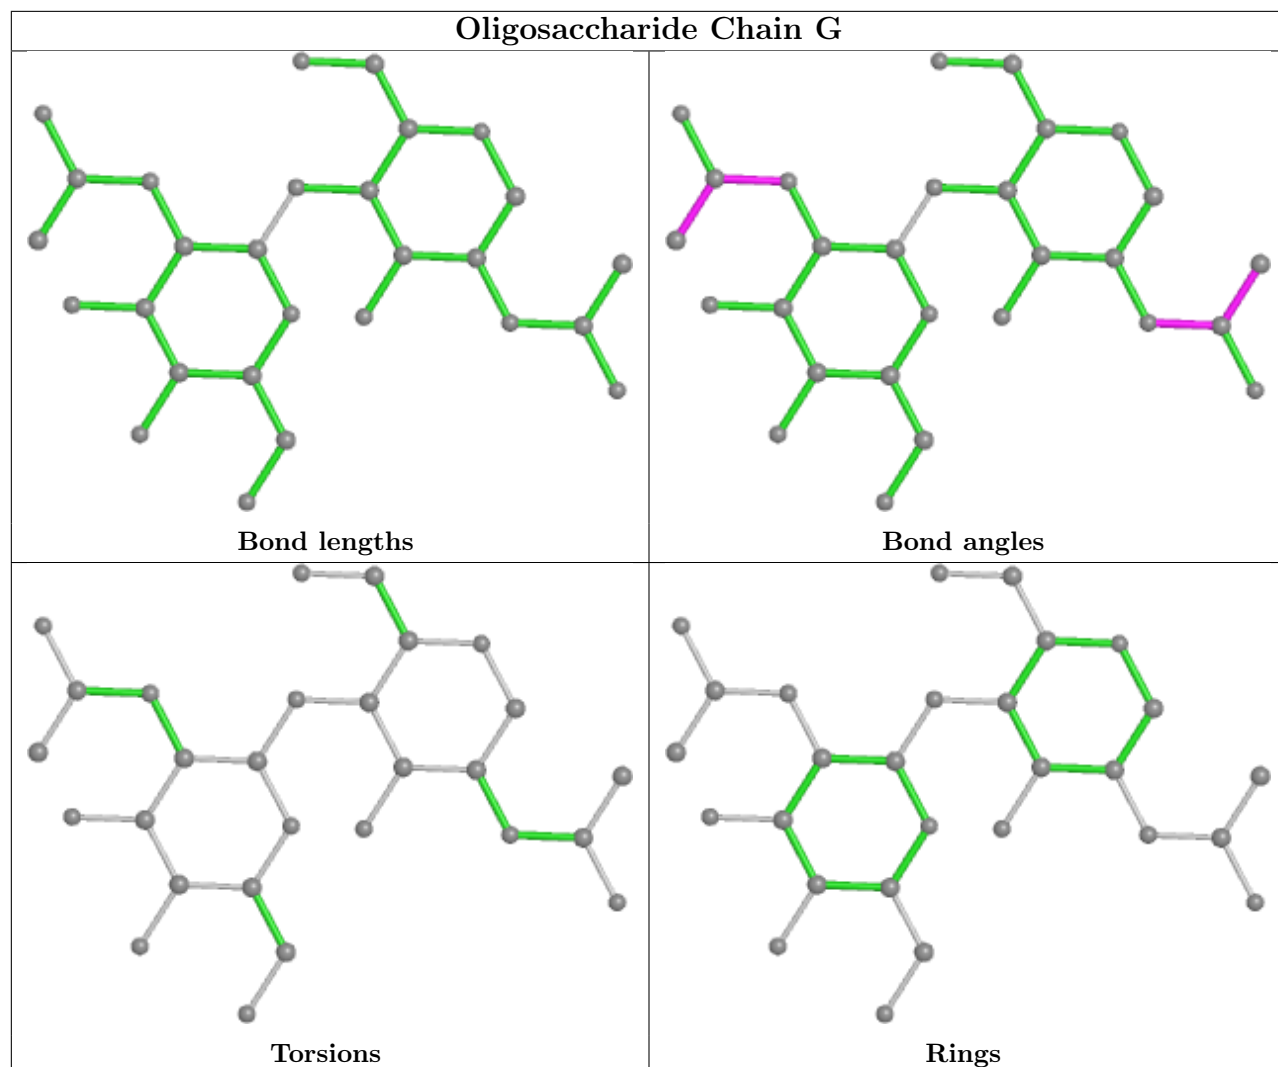 Oligosaccharide Chain G
Bond lengths
Bond angles
Torsions
Rings